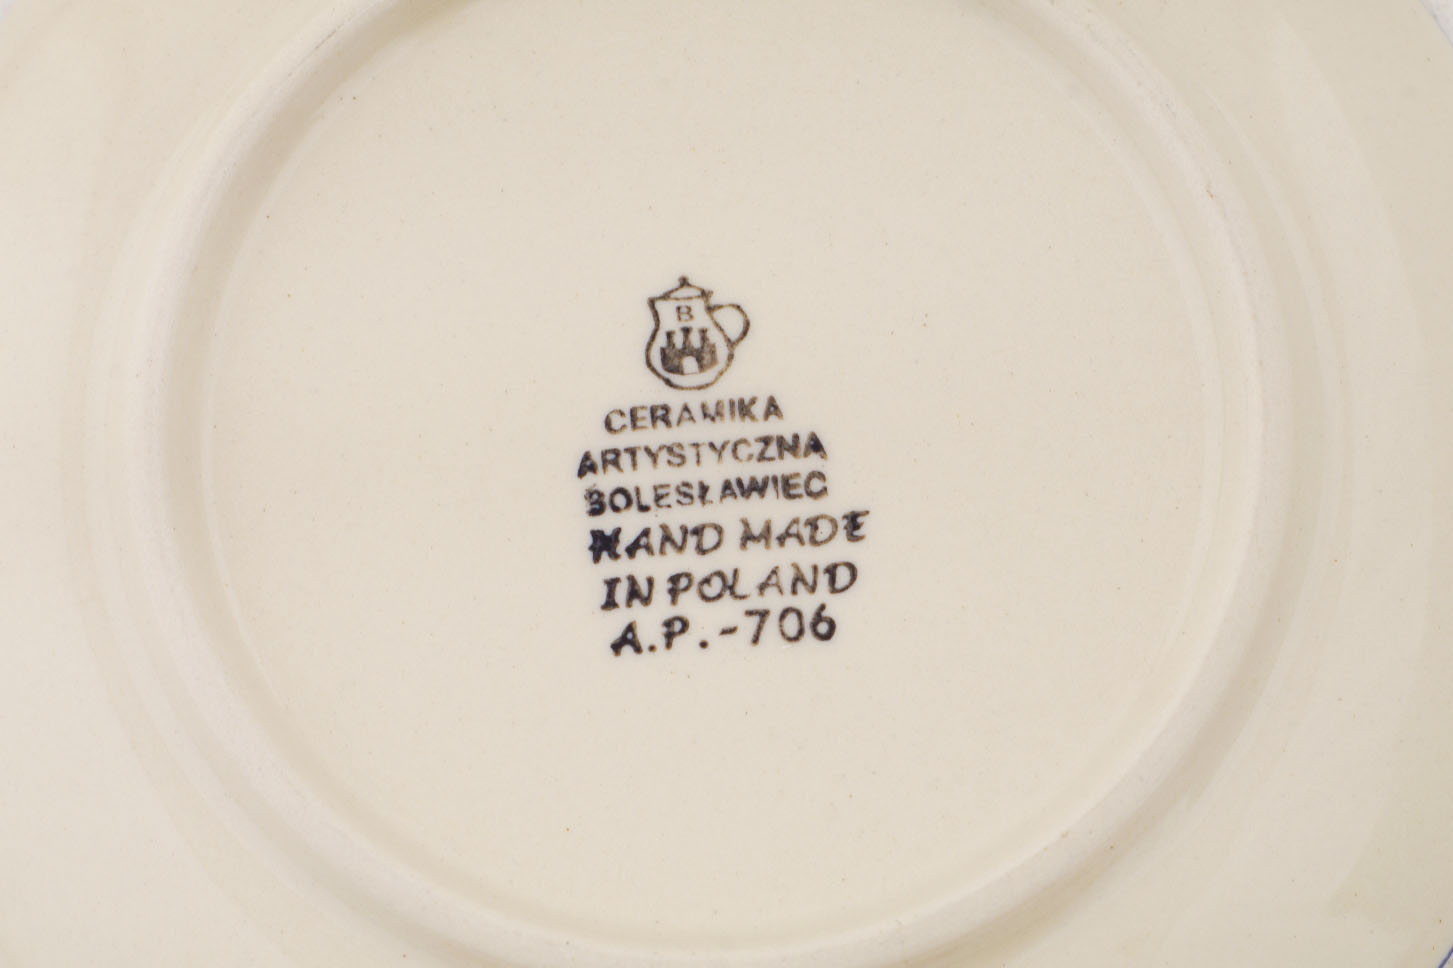 B
CERAMIKA
ARTYSTYCZNA
BOLESŁAWIEC
HAND MADE
IN POLAND
A.P.-706